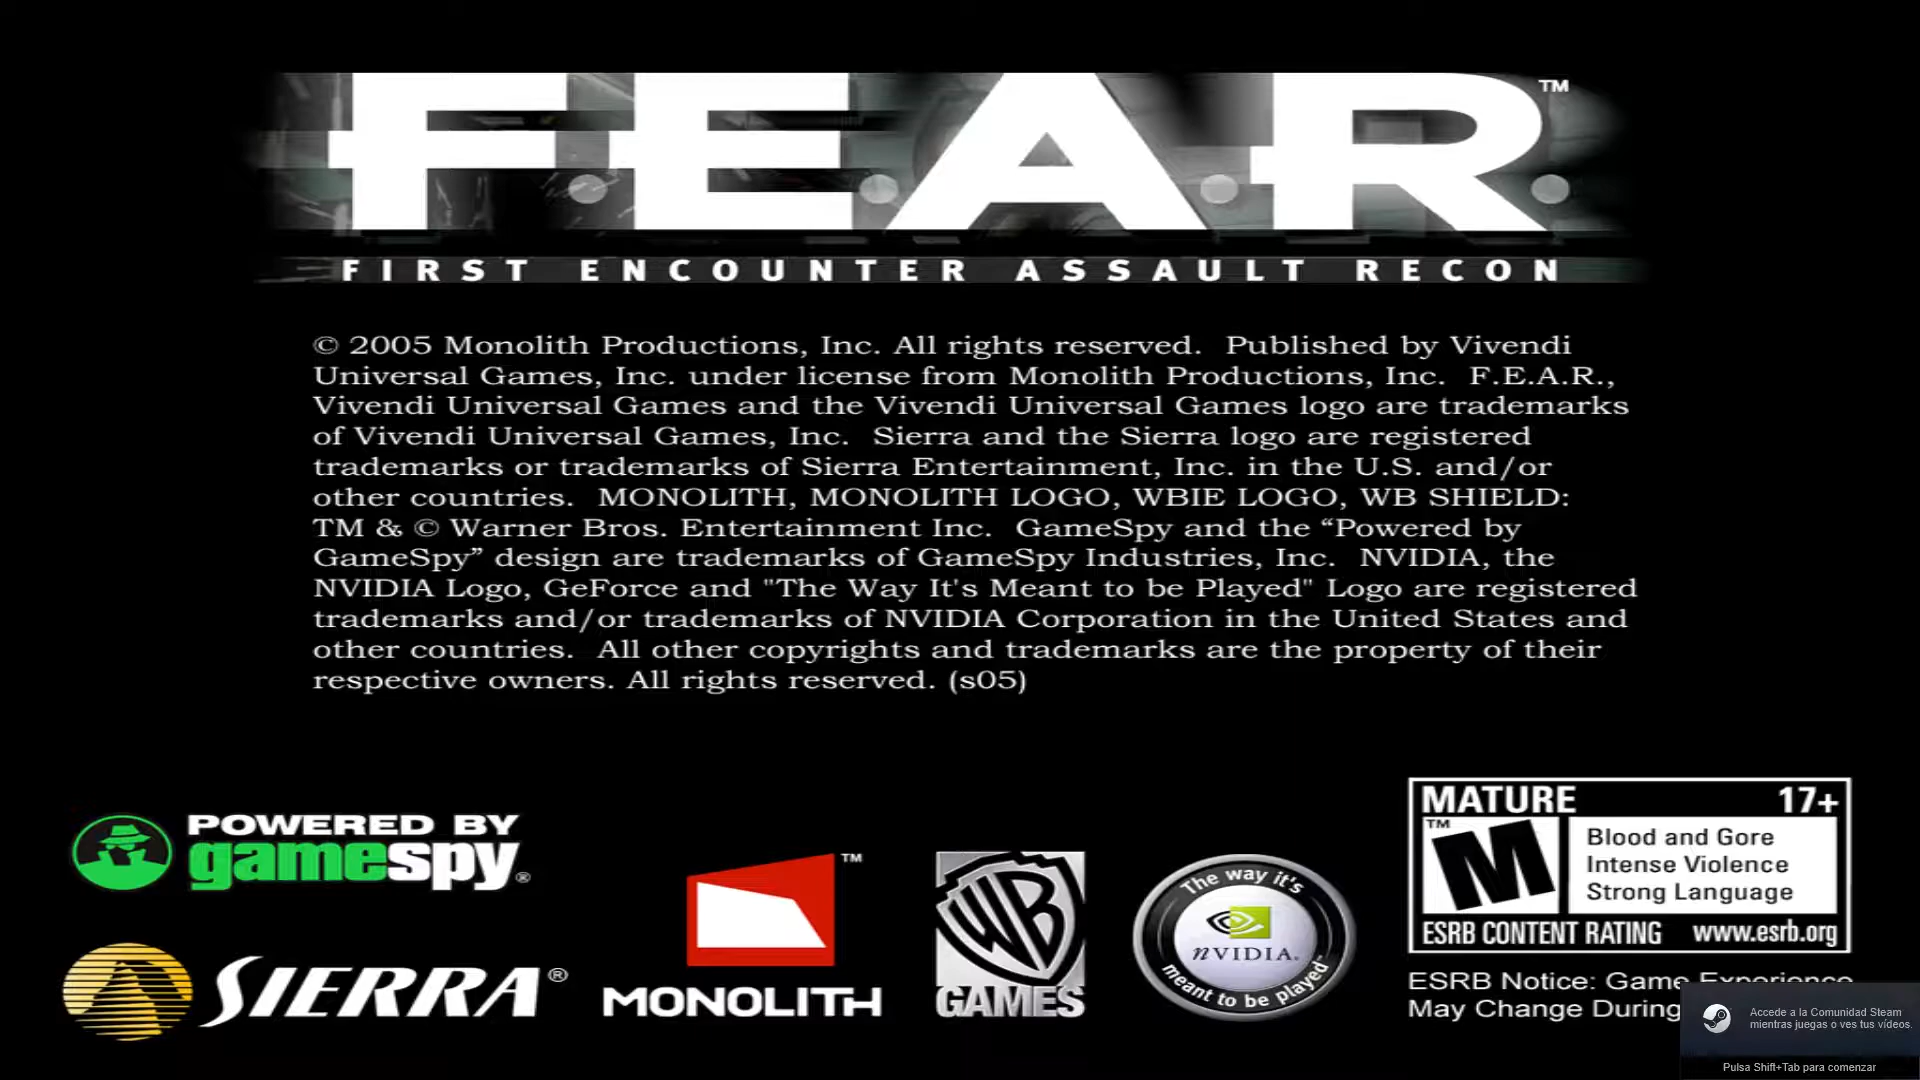 F.E.A.R.™
FIRST ENCOUNTER ASSAULT RECON
© 2005 Monolith Productions, Inc. All rights reserved.  Published by Vivendi
Universal Games, Inc. under license from Monolith Productions, Inc.  F.E.A.R.,
Vivendi Universal Games and the Vivendi Universal Games logo are trademarks
of Vivendi Universal Games, Inc.  Sierra and the Sierra logo are registered
trademarks or trademarks of Sierra Entertainment, Inc. in the U.S. and/or
other countries.  MONOLITH, MONOLITH LOGO, WBIE LOGO, WB SHIELD:
TM & © Warner Bros. Entertainment Inc.  GameSpy and the “Powered by
GameSpy” design are trademarks of GameSpy Industries, Inc.  NVIDIA, the
NVIDIA Logo, GeForce and "The Way It's Meant to be Played" Logo are registered
trademarks and/or trademarks of NVIDIA Corporation in the United States and
other countries.  All other copyrights and trademarks are the property of their
respective owners. All rights reserved. (s05)
POWERED BY
gamespy®
SIERRA®
™
MONOLITH
WB
GAMES
The way it's
nVIDIA.
meant to be played™
MATURE 17+
™
M
Blood and Gore
Intense Violence
Strong Language
ESRB CONTENT RATING www.esrb.org
ESRB Notice: Game Experience
May Change During
Accede a la Comunidad Steam
mientras juegas o ves tus vídeos.
Pulsa Shift+Tab para comenzar